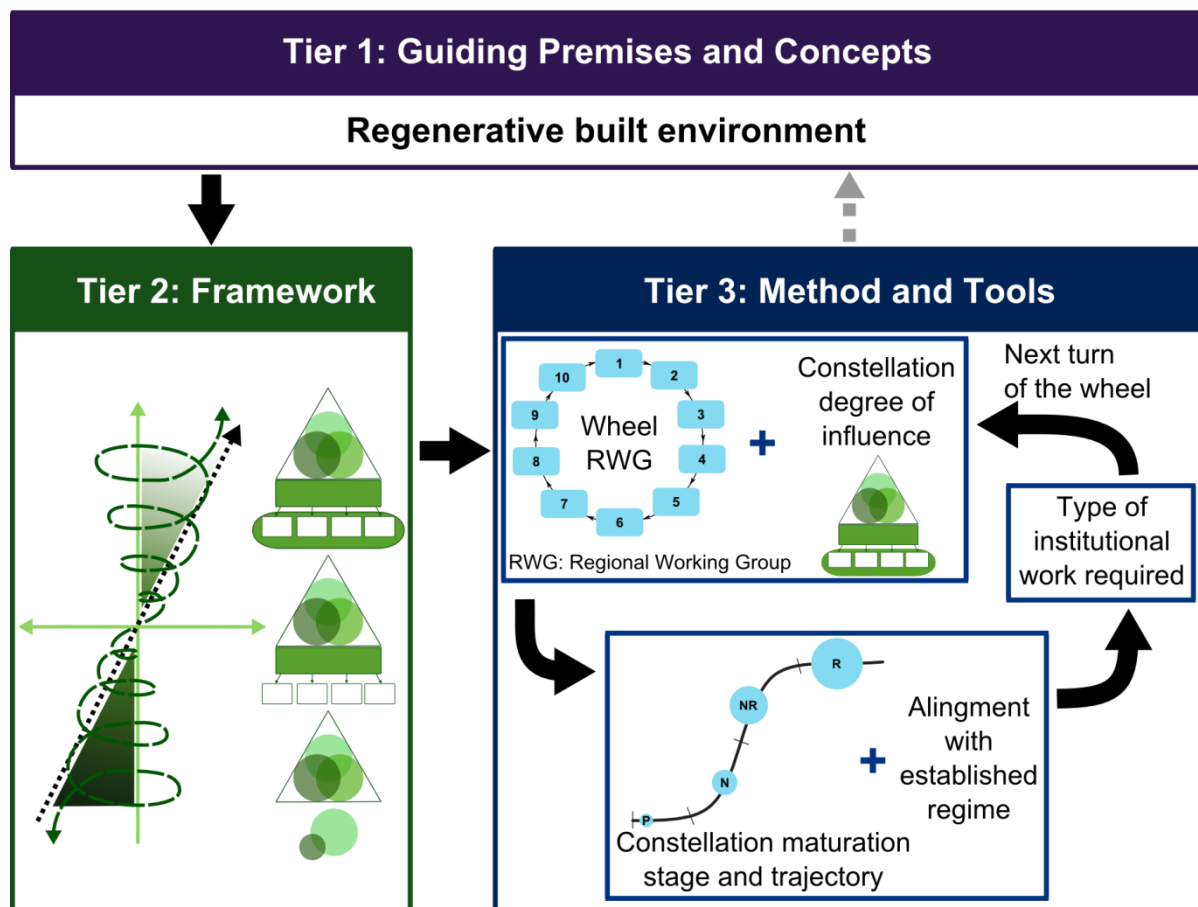 Tier 1: Guiding Premises and Concepts
Regenerative built environment
Tier 2: Framework
Tier 3: Method and Tools
1
2
3
4
5
6
7
8
9
10
Wheel
RWG
+
Constellation
degree of
influence
RWG: Regional Working Group
Next turn
of the wheel
Type of
institutional
work required
P
N
NR
R
+
Alingment
with
established
regime
Constellation maturation
stage and trajectory